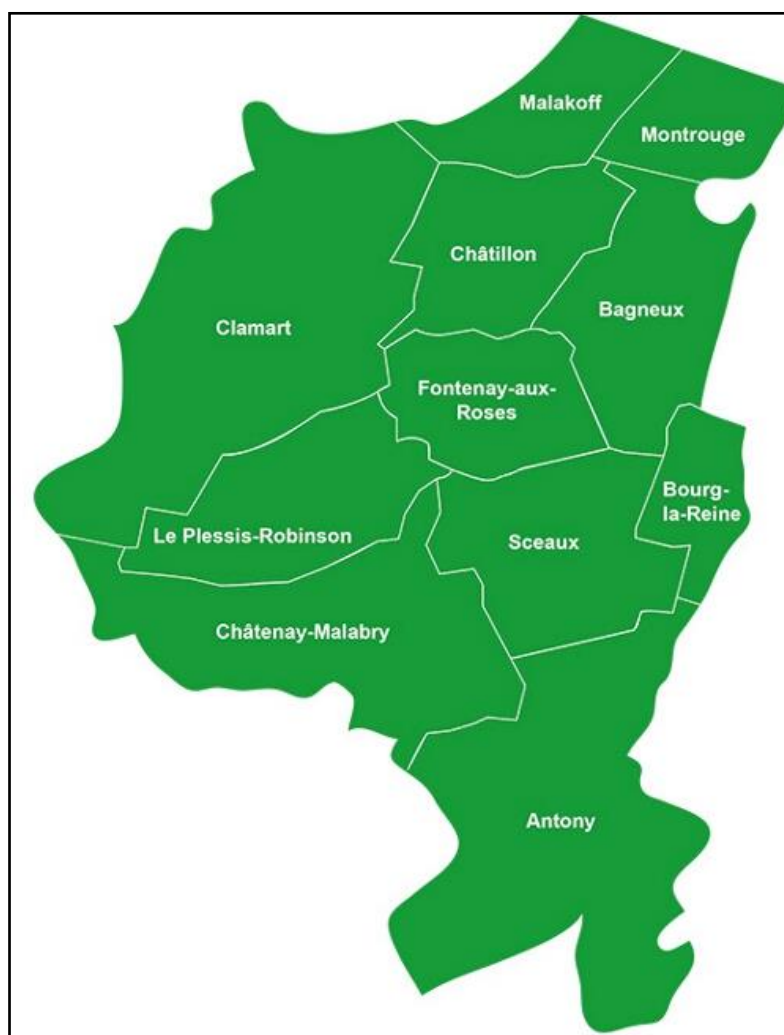 Malakoff
Montrouge
Châtillon
Bagneux
Clamart
Fontenay-aux-
Roses
Bourg-
la-Reine
Le Plessis-Robinson
Sceaux
Châtenay-Malabry
Antony